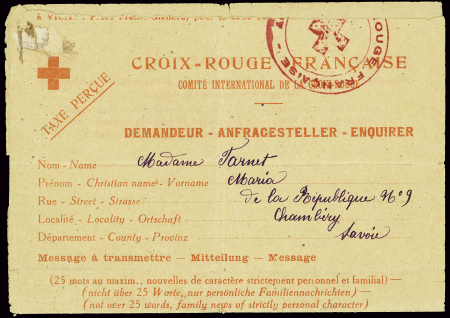 CROIX-ROUGE FRANÇAISE
COMITÉ INTERNATIONAL DE LA CROIX-ROUGE
TAXE PERÇUE
ROUGE FRANÇAISE
DEMANDEUR - ANFRAGESTELLER - ENQUIRER
Nom - Name Madame Farnet
Prénom - Christian name - Vorname Maria
Rue - Street - Strasse de la République N° 9
Localité - Locality - Ortschaft Chambéry
Département - County - Provinz Savoie
Message à transmettre — Mitteilung — Message
(25 mots au maxim., nouvelles de caractère strictement personnel et familial) —
(nicht über 25 Worte, nur persönliche Familiennachrichten) —
(not over 25 words, family news of strictly personal character)